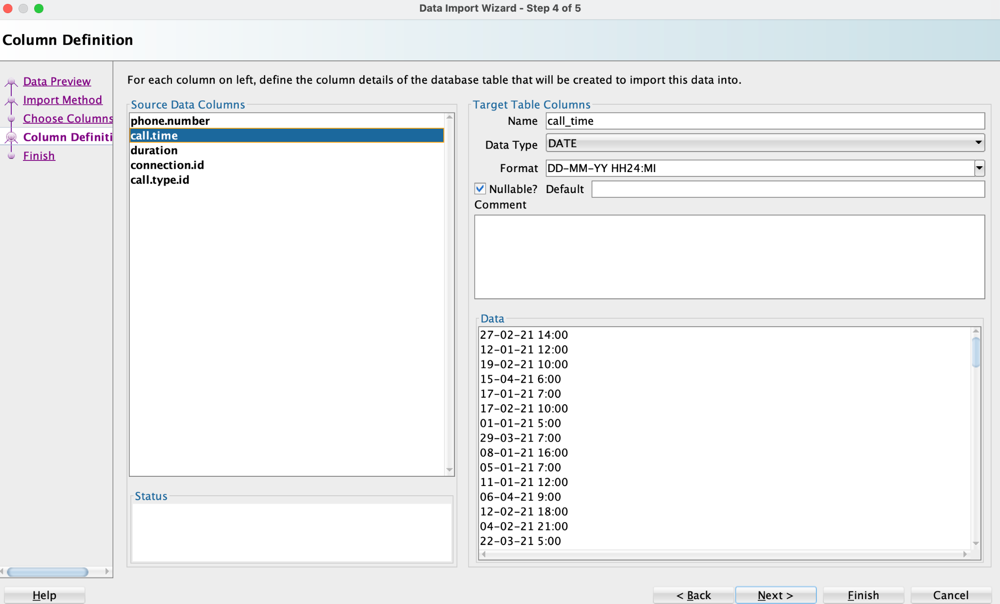 Data Import Wizard - Step 4 of 5
Column Definition
Data Preview
Import Method
Choose Columns
Column Definiti
Finish
For each column on left, define the column details of the database table that will be created to import this data into.
Source Data Columns
phone.number
call.time
duration
connection.id
call.type.id
Status
Target Table Columns
Name call_time
Data Type DATE
Format DD-MM-YY HH24:MI
Nullable? Default
Comment
Data
27-02-21 14:00
12-01-21 12:00
19-02-21 10:00
15-04-21 6:00
17-01-21 7:00
17-02-21 10:00
01-01-21 5:00
29-03-21 7:00
08-01-21 16:00
05-01-21 7:00
11-01-21 12:00
06-04-21 9:00
12-02-21 18:00
04-02-21 21:00
22-03-21 5:00
Help < Back Next > Finish Cancel